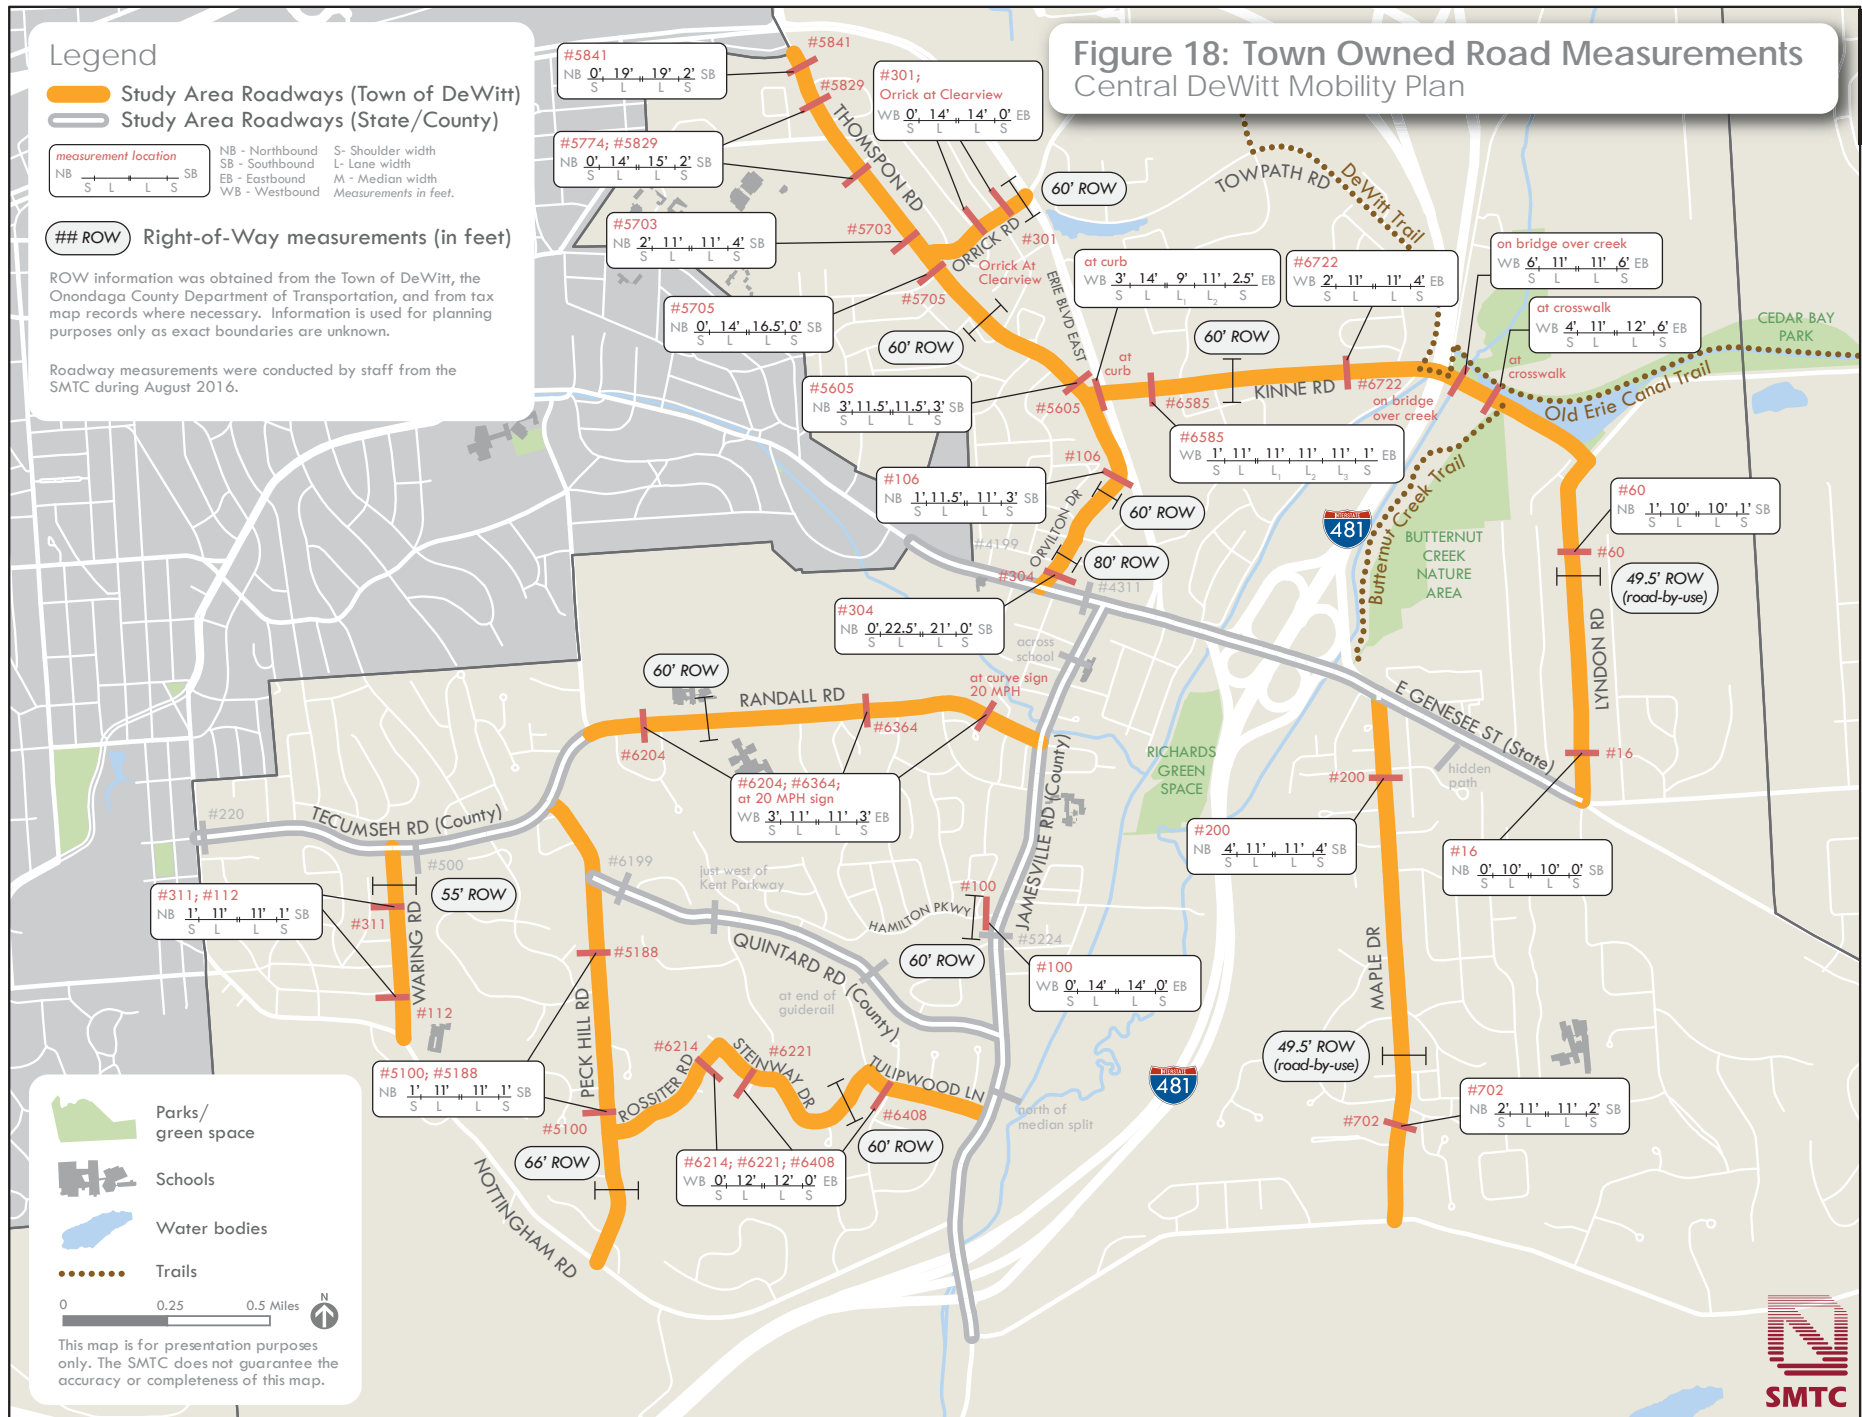 Legend
Study Area Roadways (Town of DeWitt)
Study Area Roadways (State/County)
measurement location
NB SB
S L L S
NB - Northbound S- Shoulder width
SB - Southbound L- Lane width
EB - Eastbound M - Median width
WB - Westbound Measurements in feet.
## ROW Right-of-Way measurements (in feet)
ROW information was obtained from the Town of DeWitt, the
Onondaga County Department of Transportation, and from tax
map records where necessary. Information is used for planning
purposes only as exact boundaries are unknown.
Roadway measurements were conducted by staff from the
SMTC during August 2016.
Figure 18: Town Owned Road Measurements
Central DeWitt Mobility Plan
#5841
NB 0' 19' 19' 2' SB
S L L S
#5841
#5829
#301;
Orrick at Clearview
WB 0' 14' 14' 0' EB
S L L S
#5774; #5829
NB 0' 14' 15' 2' SB
S L L S
THOMSPON RD
60' ROW
TOWPATH RD
DeWitt Trail
#5703
NB 2' 11' 11' 4' SB
S L L S
#5703
ORRICK RD
#301
Orrick At
Clearview
#5705
#5705
NB 0' 14' 16.5' 0' SB
S L L S
60' ROW
ERIE BLVD EAST
at curb
WB 3' 14' 9' 11' 2.5' EB
S L L1 L2 S
#6722
WB 2' 11' 11' 4' EB
S L L S
on bridge over creek
WB 6' 11' 11' 6' EB
S L L S
at crosswalk
WB 4' 11' 12' 6' EB
S L L S
CEDAR BAY
PARK
60' ROW
at
curb
at
crosswalk
#5605
NB 3' 11.5' 11.5' 3' SB
S L L S
#5605
#6585
KINNE RD
#6722
on bridge
over creek
Old Erie Canal Trail
#6585
WB 1' 11' 11' 11' 11' 1' EB
S L L1 L2 L3 S
#106
#106
NB 1' 11.5' 11' 3' SB
S L L S
60' ROW
ORVILTON DR
Butternut Creek Trail
INTERSTATE
481
BUTTERNUT
CREEK
NATURE
AREA
#60
NB 1' 10' 10' 1' SB
S L L S
#60
49.5' ROW
(road-by-use)
#4199
80' ROW
#304
#4311
#304
NB 0' 22.5' 21' 0' SB
S L L S
across
school
LYNDON RD
60' ROW
RANDALL RD
at curve sign
20 MPH
#6204
#6364
E GENESEE ST (State)
#16
hidden
path
RICHARDS
GREEN
SPACE
#200
JAMESVILLE RD (County)
#6204; #6364;
at 20 MPH sign
WB 3' 11' 11' 3' EB
S L L S
#220
TECUMSEH RD (County)
#500
#200
NB 4' 11' 11' 4' SB
S L L S
#16
NB 0' 10' 10' 0' SB
S L L S
#6199
just west of
Kent Parkway
#311; #112
NB 1' 11' 11' 1' SB
S L L S
55' ROW
#311
WARING RD
#112
#100
HAMILTON PKWY
#5224
60' ROW
#100
WB 0' 14' 14' 0' EB
S L L S
QUINTARD RD (County)
at end of
guiderail
#5188
PECK HILL RD
MAPLE DR
49.5' ROW
(road-by-use)
#5100; #5188
NB 1' 11' 11' 1' SB
S L L S
#5100
#6214
ROSSITER RD
STEINWAY DR
#6221
TULIPWOOD LN
#6408
north of
median split
INTERSTATE
481
#702
NB 2' 11' 11' 2' SB
S L L S
#702
66' ROW
60' ROW
#6214; #6221; #6408
WB 0' 12' 12' 0' EB
S L L S
NOTTINGHAM RD
Parks/
green space
Schools
Water bodies
Trails
0 0.25 0.5 Miles
N
This map is for presentation purposes
only. The SMTC does not guarantee the
accuracy or completeness of this map.
SMTC